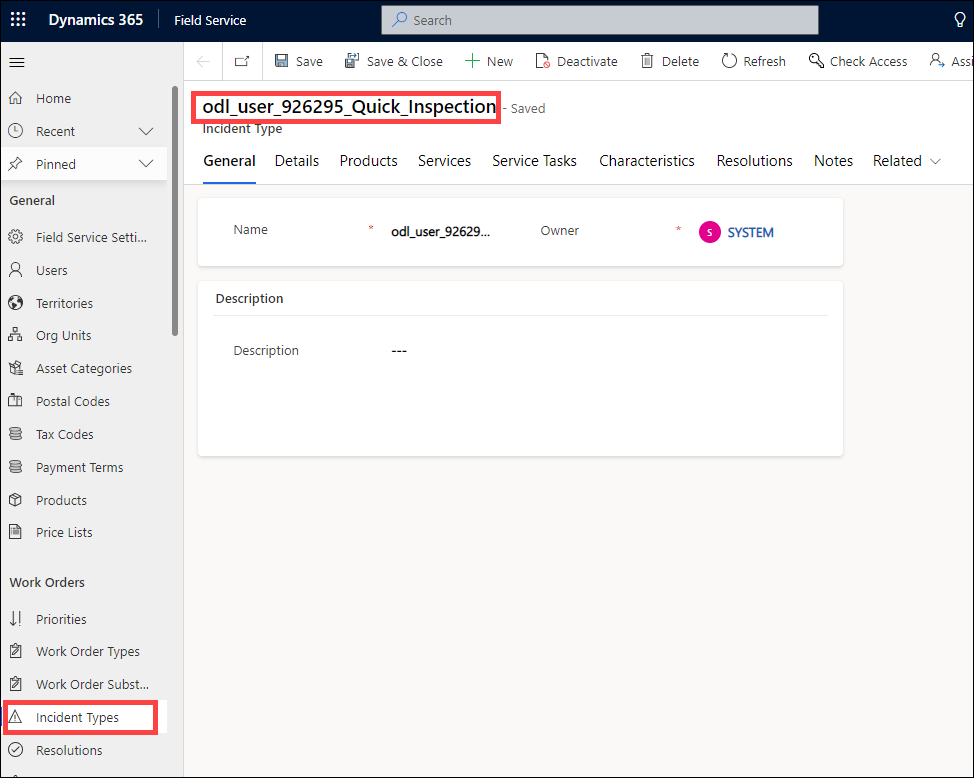 Dynamics 365 Field Service Search
Save Save & Close New Deactivate Delete Refresh Check Access Assi
Home
Recent
Pinned
General
Field Service Setti...
Users
Territories
Org Units
Asset Categories
Postal Codes
Tax Codes
Payment Terms
Products
Price Lists
Work Orders
Priorities
Work Order Types
Work Order Subst...
Incident Types
Resolutions
odl_user_926295_Quick_Inspection - Saved
Incident Type
General Details Products Services Service Tasks Characteristics Resolutions Notes Related
Name * odl_user_92629... Owner * S SYSTEM
Description
Description ---